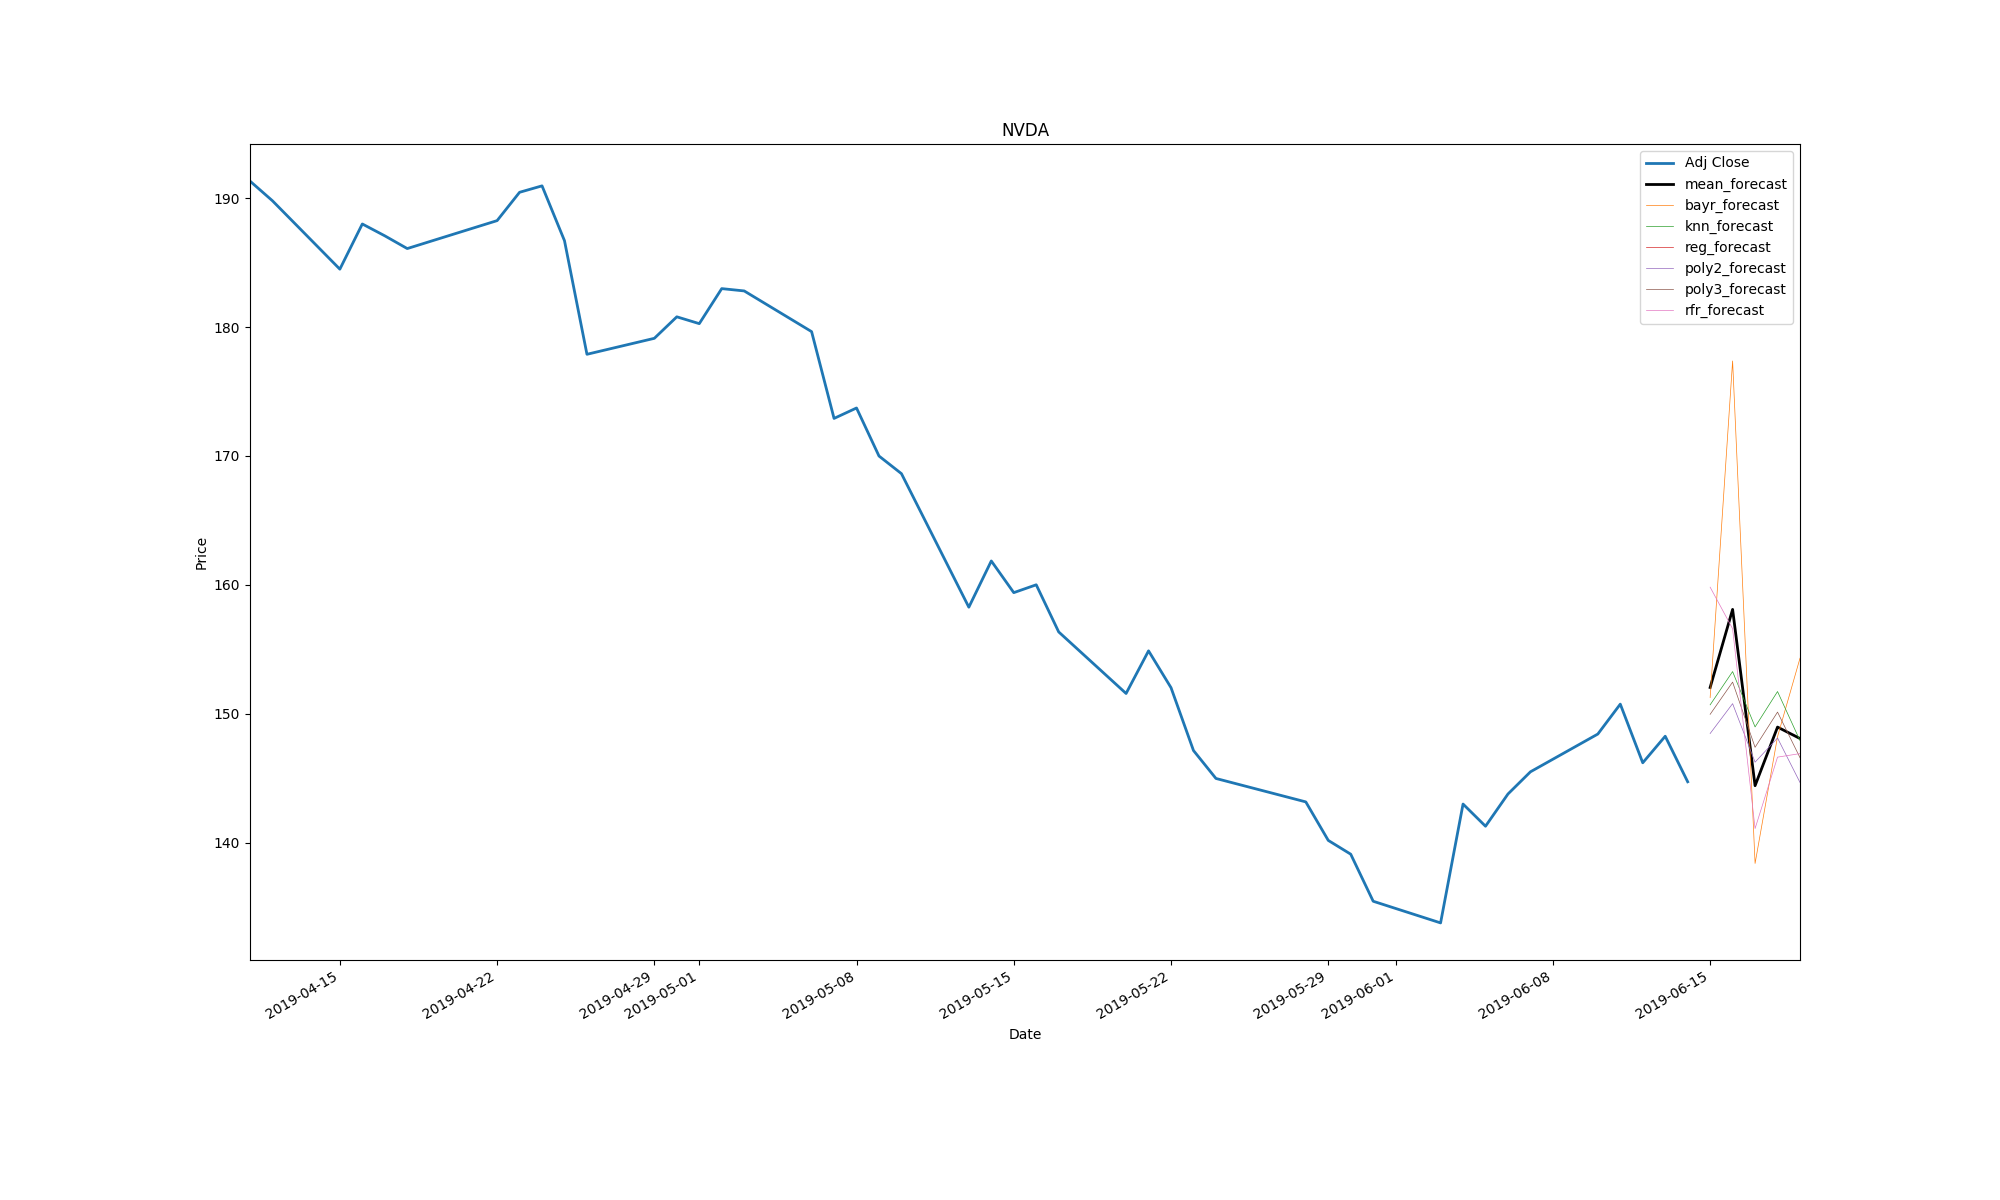 NVDA
Adj Close
mean_forecast
bayr_forecast
knn_forecast
reg_forecast
poly2_forecast
poly3_forecast
rfr_forecast
190
180
170
160
150
140
Price
2019-04-15
2019-04-22
2019-04-29
2019-05-01
2019-05-08
2019-05-15
2019-05-22
2019-05-29
2019-06-01
2019-06-08
2019-06-15
Date